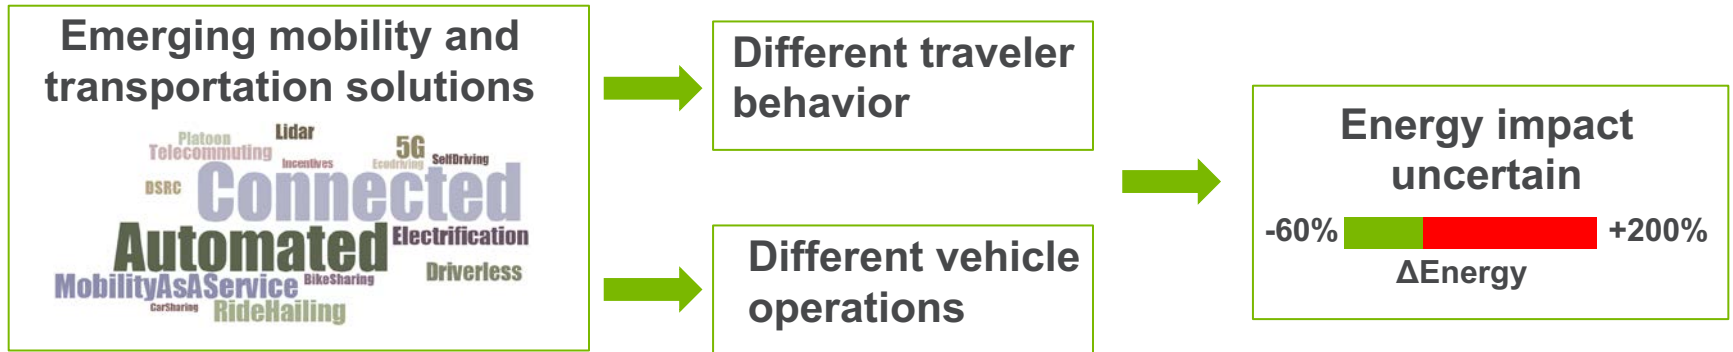 Emerging mobility and
transportation solutions
Platoon
Lidar
Telecommuting
Incentives
5G
Ecodriving
SelfDriving
DSRC
Connected
Automated
Electrification
MobilityAsAService
BikeSharing
Driverless
CarSharing
RideHailing
Different traveler
behavior
Different vehicle
operations
Energy impact
uncertain
-60%
+200%
ΔEnergy